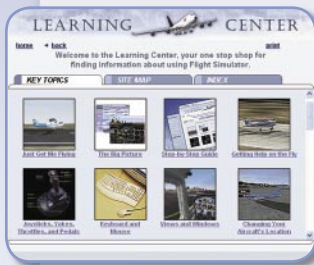 LEARNING CENTER
home back print
Welcome to the Learning Center, your one stop shop for
finding information about using Flight Simulator.
KEY TOPICS SITE MAP INDEX
Just Get Me Flying The Big Picture Step-by-Step Guide Getting Help on the Fly
Joysticks, Yokes,
Throttles, and Pedals
Keyboard and
Mouse
Views and Windows
Changing Your
Aircraft's Location